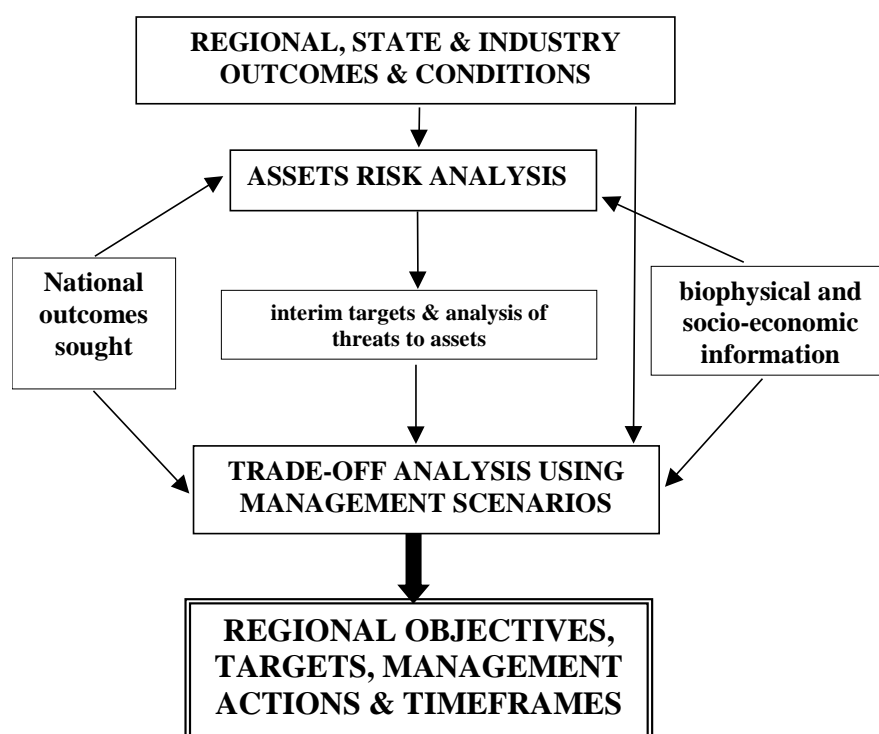 REGIONAL, STATE & INDUSTRY
OUTCOMES & CONDITIONS
ASSETS RISK ANALYSIS
National
outcomes
sought
interim targets & analysis of
threats to assets
biophysical and
socio-economic
information
TRADE-OFF ANALYSIS USING
MANAGEMENT SCENARIOS
REGIONAL OBJECTIVES,
TARGETS, MANAGEMENT
ACTIONS & TIMEFRAMES